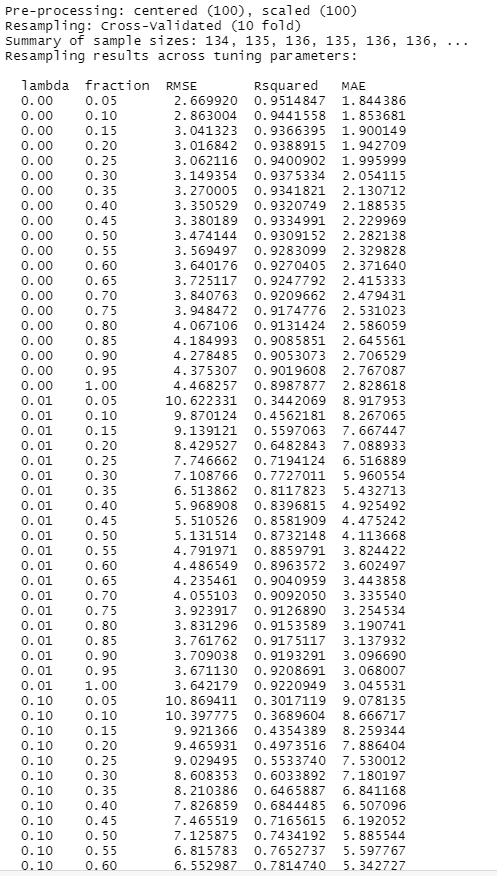 Pre-processing: centered (100), scaled (100)
Resampling: Cross-Validated (10 fold)
Summary of sample sizes: 134, 135, 136, 135, 136, 136, ...
Resampling results across tuning parameters:
lambda fraction RMSE Rsquared MAE
0.00 0.05 2.669920 0.9514847 1.844386
0.00 0.10 2.863004 0.9441558 1.853681
0.00 0.15 3.041323 0.9366395 1.900149
0.00 0.20 3.016842 0.9388915 1.942709
0.00 0.25 3.062116 0.9400902 1.995999
0.00 0.30 3.149354 0.9375334 2.054115
0.00 0.35 3.270005 0.9341821 2.130712
0.00 0.40 3.350529 0.9320749 2.188535
0.00 0.45 3.380189 0.9334991 2.229969
0.00 0.50 3.474144 0.9309152 2.282138
0.00 0.55 3.569497 0.9283099 2.329828
0.00 0.60 3.640176 0.9270405 2.371640
0.00 0.65 3.725117 0.9247792 2.415333
0.00 0.70 3.840763 0.9209662 2.479431
0.00 0.75 3.948472 0.9174776 2.531023
0.00 0.80 4.067106 0.9131424 2.586059
0.00 0.85 4.184993 0.9085851 2.645561
0.00 0.90 4.278485 0.9053073 2.706529
0.00 0.95 4.375307 0.9019608 2.767087
0.00 1.00 4.468257 0.8987877 2.828618
0.01 0.05 10.622331 0.3442069 8.917953
0.01 0.10 9.870124 0.4562181 8.267065
0.01 0.15 9.139121 0.5597063 7.667447
0.01 0.20 8.429527 0.6482843 7.088933
0.01 0.25 7.746662 0.7194124 6.516889
0.01 0.30 7.108766 0.7727011 5.960554
0.01 0.35 6.513862 0.8117823 5.432713
0.01 0.40 5.968908 0.8396815 4.925492
0.01 0.45 5.510526 0.8581909 4.475242
0.01 0.50 5.131514 0.8732148 4.113668
0.01 0.55 4.791971 0.8859791 3.824422
0.01 0.60 4.486549 0.8963572 3.602497
0.01 0.65 4.235461 0.9040959 3.443858
0.01 0.70 4.055103 0.9092050 3.335540
0.01 0.75 3.923917 0.9126890 3.254534
0.01 0.80 3.831296 0.9153589 3.190741
0.01 0.85 3.761762 0.9175117 3.137932
0.01 0.90 3.709038 0.9193291 3.096690
0.01 0.95 3.671130 0.9208691 3.068007
0.01 1.00 3.642179 0.9220949 3.045531
0.10 0.05 10.869411 0.3017119 9.078135
0.10 0.10 10.397775 0.3689604 8.666717
0.10 0.15 9.921366 0.4354389 8.259344
0.10 0.20 9.465931 0.4973516 7.886404
0.10 0.25 9.029495 0.5533740 7.530012
0.10 0.30 8.608353 0.6033892 7.180197
0.10 0.35 8.210386 0.6465887 6.841168
0.10 0.40 7.826859 0.6844485 6.507096
0.10 0.45 7.465519 0.7165615 6.192052
0.10 0.50 7.125875 0.7434192 5.885544
0.10 0.55 6.815783 0.7652737 5.597767
0.10 0.60 6.552987 0.7814740 5.342727